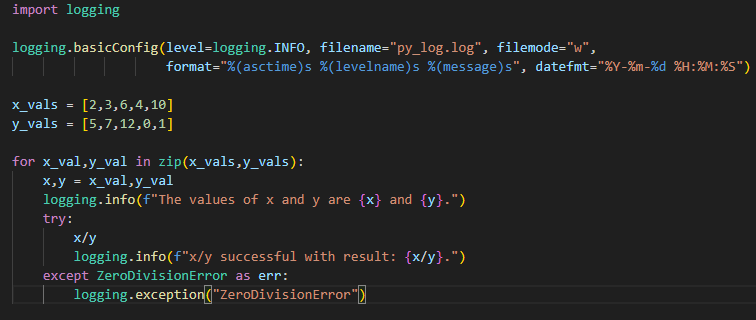 import logging
logging.basicConfig(level=logging.INFO, filename="py_log.log", filemode="w",
                    format="%(asctime)s %(levelname)s %(message)s", datefmt="%Y-%m-%d %H:%M:%S")
x_vals = [2,3,6,4,10]
y_vals = [5,7,12,0,1]
for x_val,y_val in zip(x_vals,y_vals):
    x,y = x_val,y_val
    logging.info(f"The values of x and y are {x} and {y}.")
    try:
        x/y
        logging.info(f"x/y successful with result: {x/y}.")
    except ZeroDivisionError as err:
        logging.exception("ZeroDivisionError")